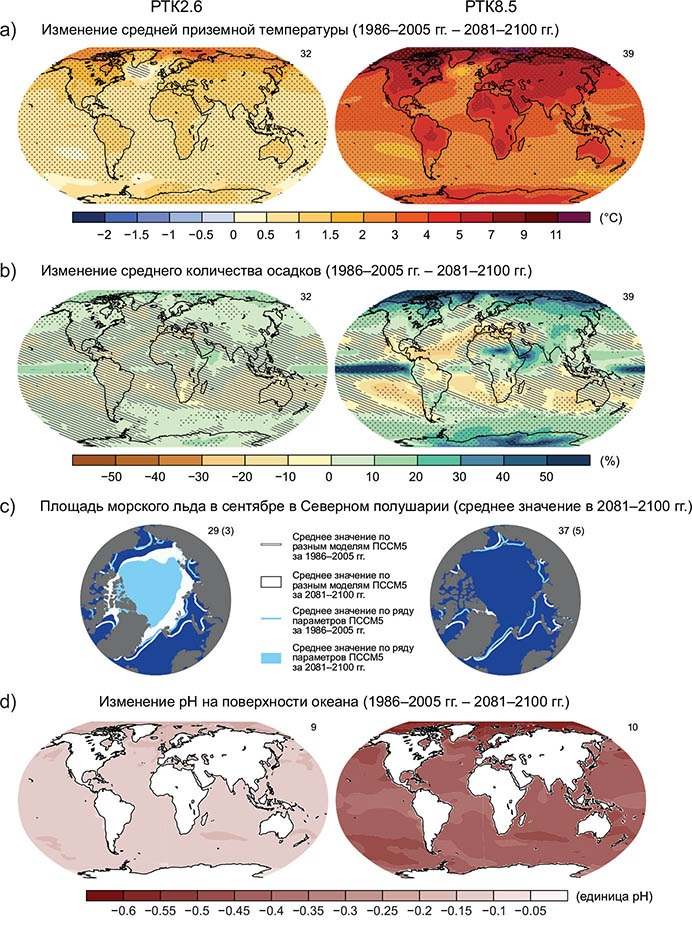 РТК2.6 РТК8.5
a) Изменение средней приземной температуры (1986–2005 гг. – 2081–2100 гг.)
32 39
−2 −1.5 −1 −0.5 0 0.5 1 1.5 2 3 4 5 7 9 11 (°C)
b) Изменение среднего количества осадков (1986–2005 гг. – 2081–2100 гг.)
32 39
−50 −40 −30 −20 −10 0 10 20 30 40 50 (%)
c) Площадь морского льда в сентябре в Северном полушарии (среднее значение в 2081–2100 гг.)
29 (3) 37 (5)
Среднее значение по
разным моделям ПССМ5
за 1986–2005 гг.
Среднее значение по
разным моделям ПССМ5
за 2081–2100 гг.
Среднее значение по ряду
параметров ПССМ5
за 1986–2005 гг.
Среднее значение по ряду
параметров ПССМ5
за 2081–2100 гг.
d) Изменение pH на поверхности океана (1986–2005 гг. – 2081–2100 гг.)
9 10
−0.6 −0.55 −0.5 −0.45 −0.4 −0.35 −0.3 −0.25 −0.2 −0.15 −0.1 −0.05 (единица pH)